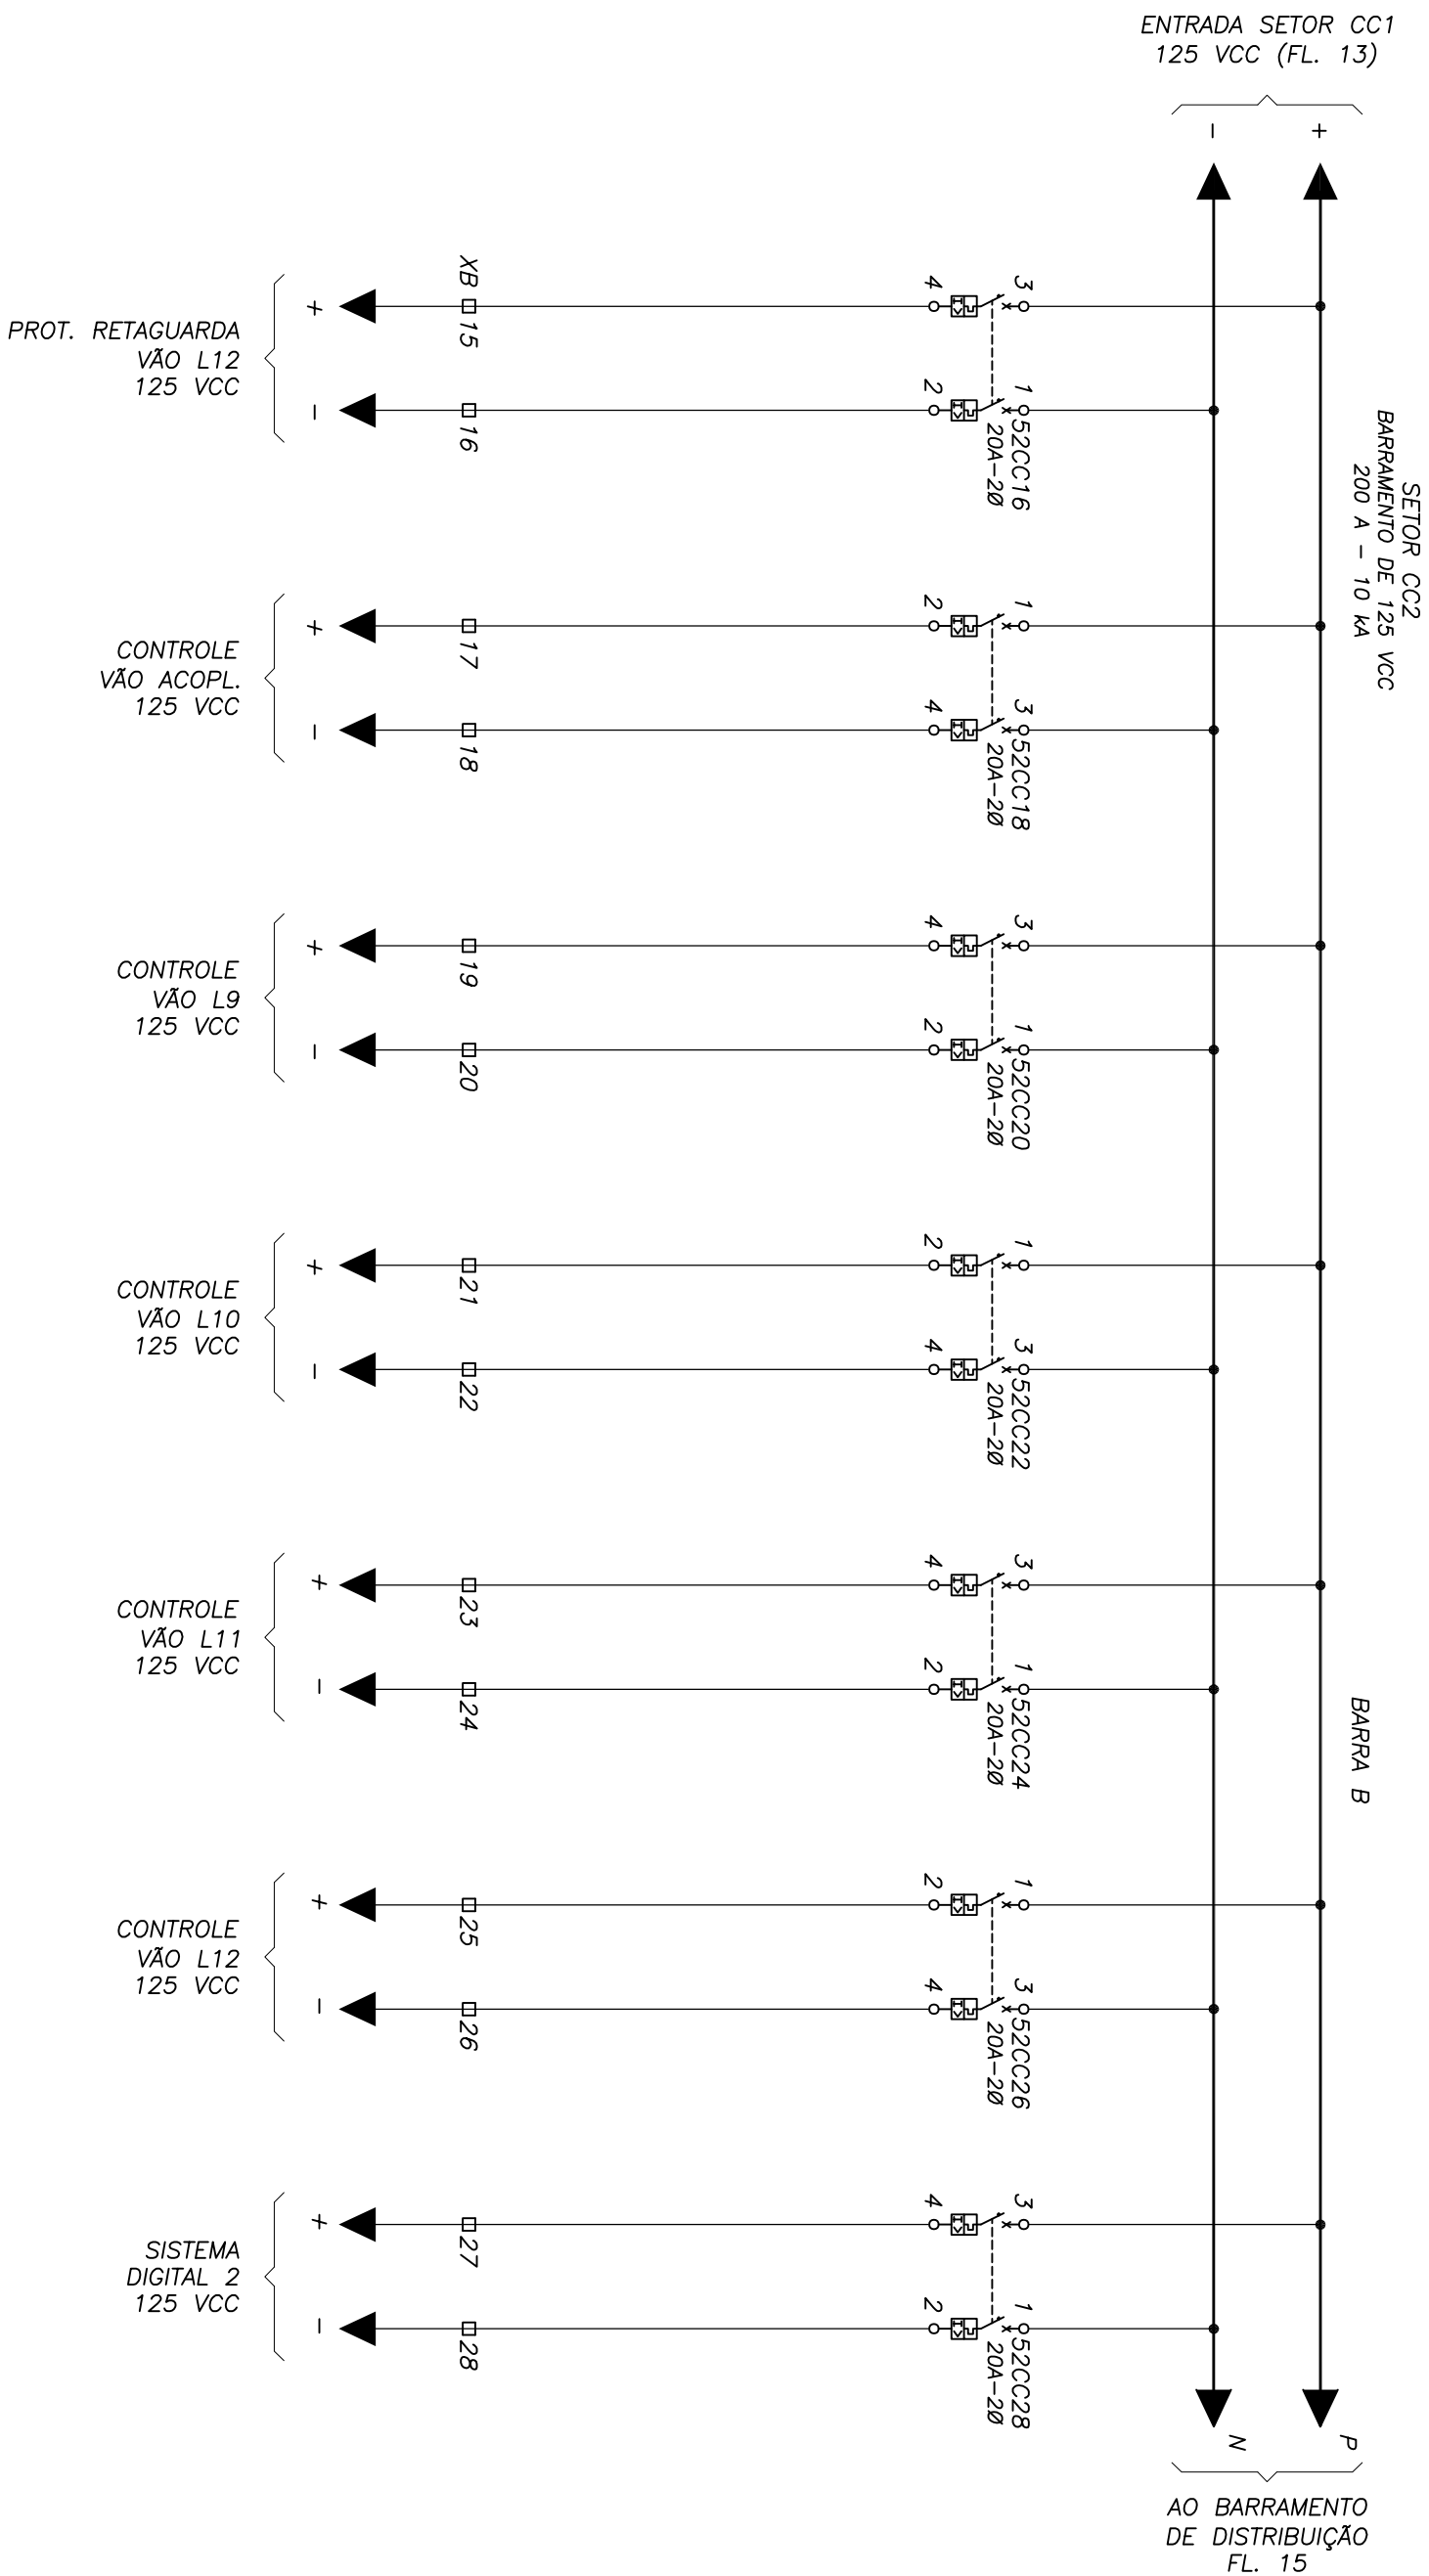 ENTRADA SETOR CC1
125 VCC (FL. 13)
- +
SETOR CC2
BARRAMENTO DE 125 VCC
200 A - 10 kA
BARRA B
XB
15
4
3
+
PROT. RETAGUARDA
VÃO L12
125 VCC
16
2
1
-
52CC16
20A-2Ø
17
2
1
+
CONTROLE
VÃO ACOPL.
125 VCC
18
4
3
-
52CC18
20A-2Ø
19
4
3
+
CONTROLE
VÃO L9
125 VCC
20
2
1
-
52CC20
20A-2Ø
21
2
1
+
CONTROLE
VÃO L10
125 VCC
22
4
3
-
52CC22
20A-2Ø
23
4
3
+
CONTROLE
VÃO L11
125 VCC
24
2
1
-
52CC24
20A-2Ø
25
2
1
+
CONTROLE
VÃO L12
125 VCC
26
4
3
-
52CC26
20A-2Ø
27
4
3
+
SISTEMA
DIGITAL 2
125 VCC
28
2
1
-
52CC28
20A-2Ø
N
P
AO BARRAMENTO
DE DISTRIBUIÇÃO
FL. 15